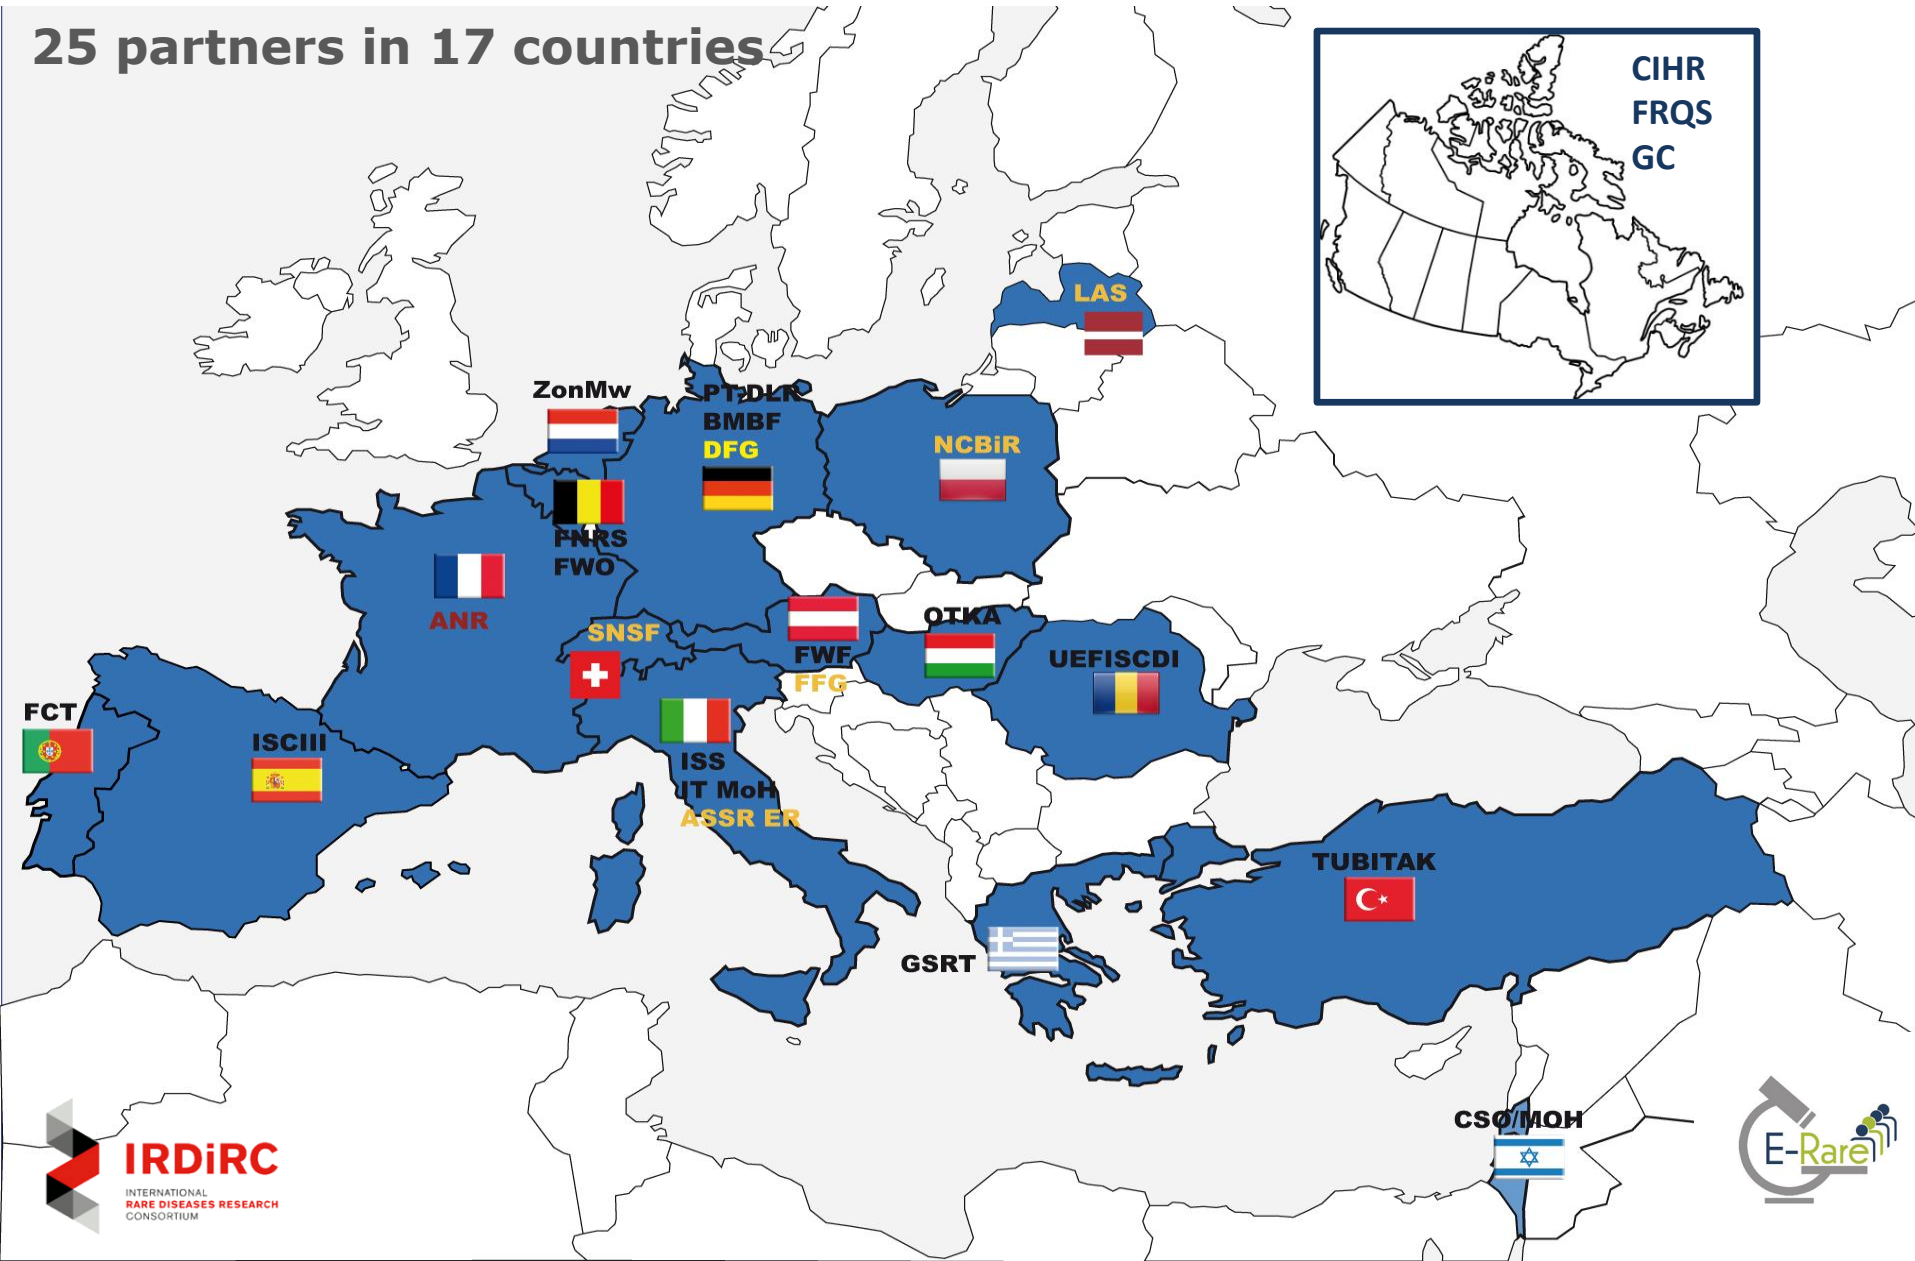 25 partners in 17 countries
CIHR
FRQS
GC
LAS
ZonMw
PT-DLR
BMBF
DFG
NCBiR
FNRS
FWO
ANR
SNSF
OTKA
FWF
FFG
UEFISCDI
FCT
ISCIII
ISS
IT MoH
ASSR ER
TUBITAK
GSRT
CSO/MOH
IRDiRC
INTERNATIONAL
RARE DISEASES RESEARCH
CONSORTIUM
E-Rare